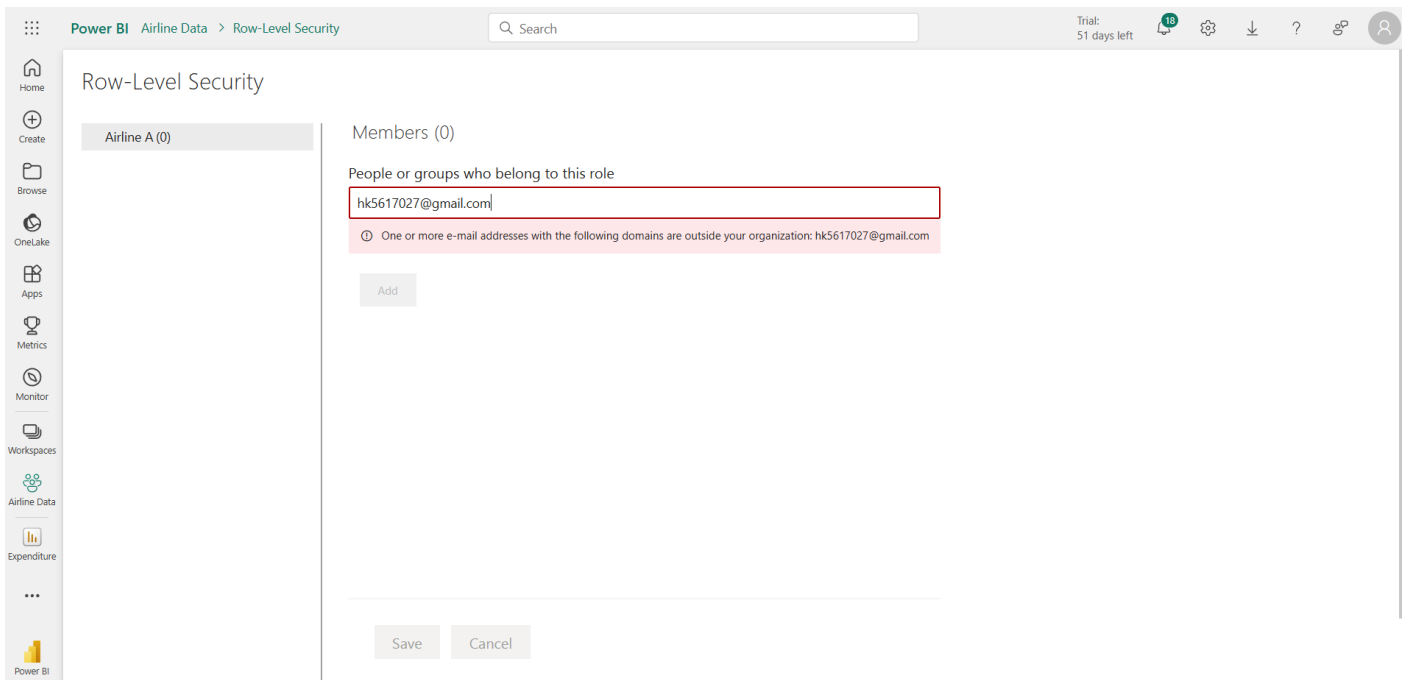 Power BI Airline Data > Row-Level Security
Search
Trial:
51 days left
18
Home
Create
Browse
OneLake
Apps
Metrics
Monitor
Workspaces
Airline Data
Expenditure
Power BI
Row-Level Security
Airline A (0)
Members (0)
People or groups who belong to this role
hk5617027@gmail.com
One or more e-mail addresses with the following domains are outside your organization: hk5617027@gmail.com
Add
Save Cancel